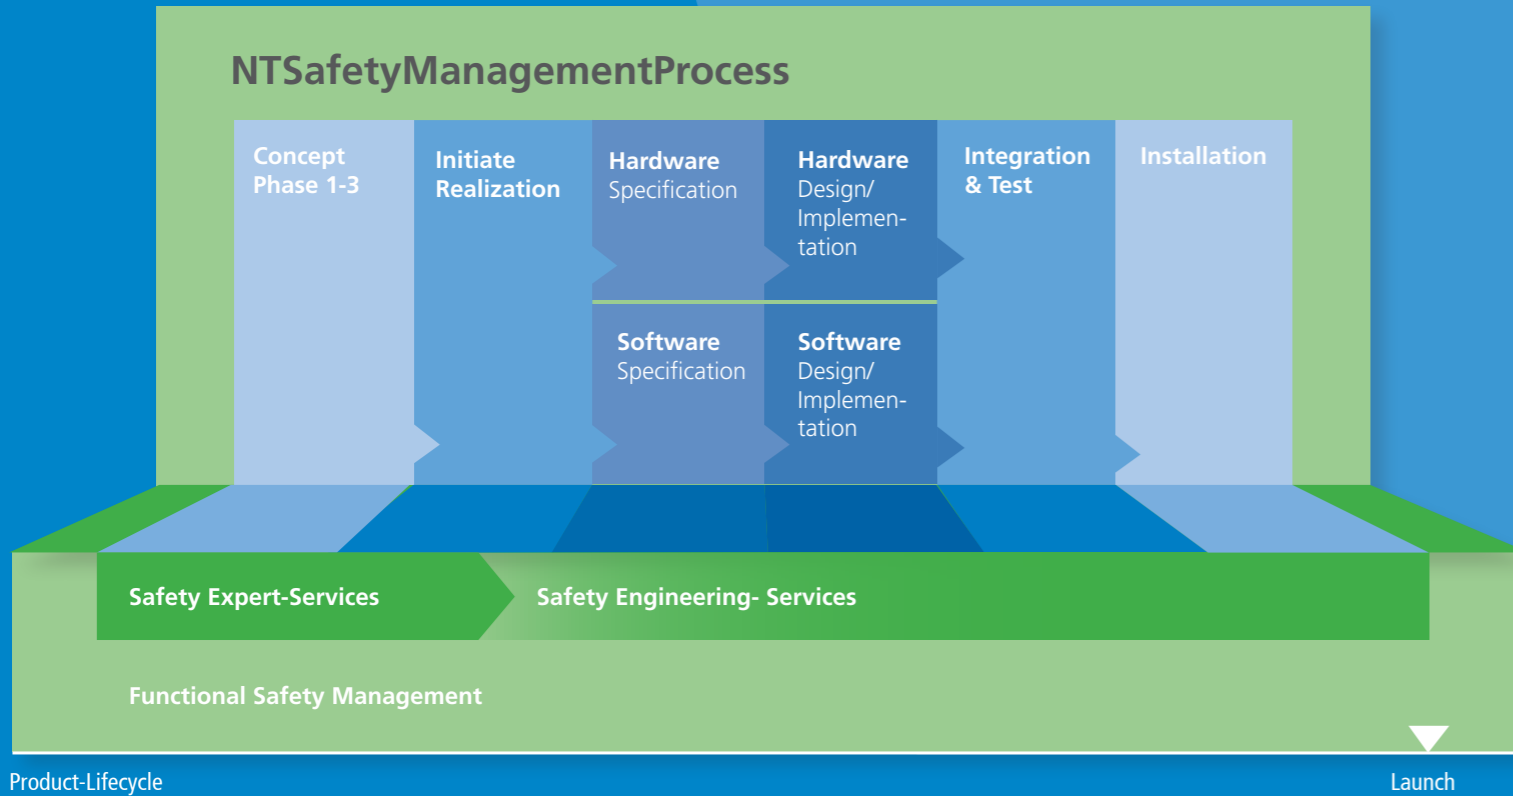 NTSafetyManagementProcess
Concept
Phase 1-3
Initiate
Realization
Hardware
Specification
Hardware
Design/
Implemen-
tation
Integration
& Test
Installation
Software
Specification
Software
Design/
Implemen-
tation
Safety Expert-Services
Safety Engineering- Services
Functional Safety Management
Product-Lifecycle
Launch